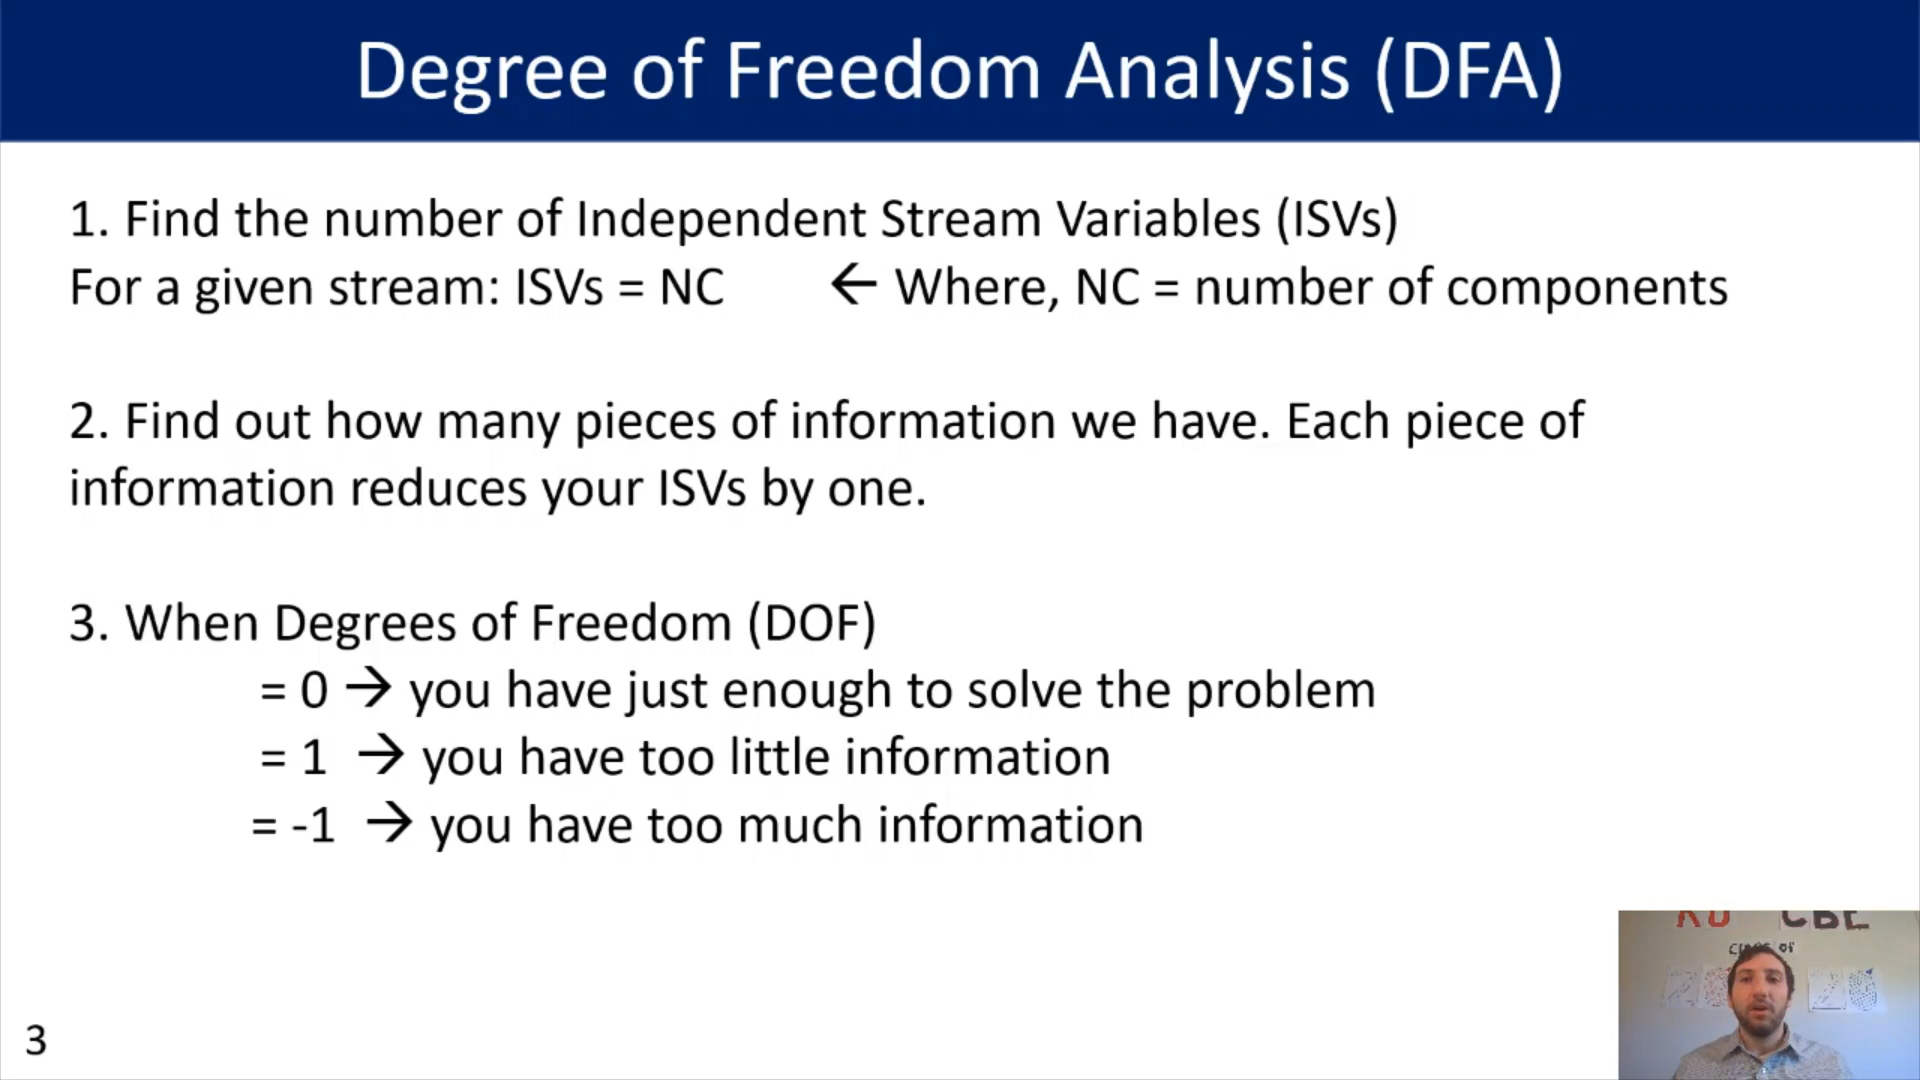 Degree of Freedom Analysis (DFA)
1. Find the number of Independent Stream Variables (ISVs)
For a given stream: ISVs = NC ← Where, NC = number of components
2. Find out how many pieces of information we have. Each piece of
information reduces your ISVs by one.
3. When Degrees of Freedom (DOF)
= 0 → you have just enough to solve the problem
= 1 → you have too little information
= -1 → you have too much information
CBE
class of
3